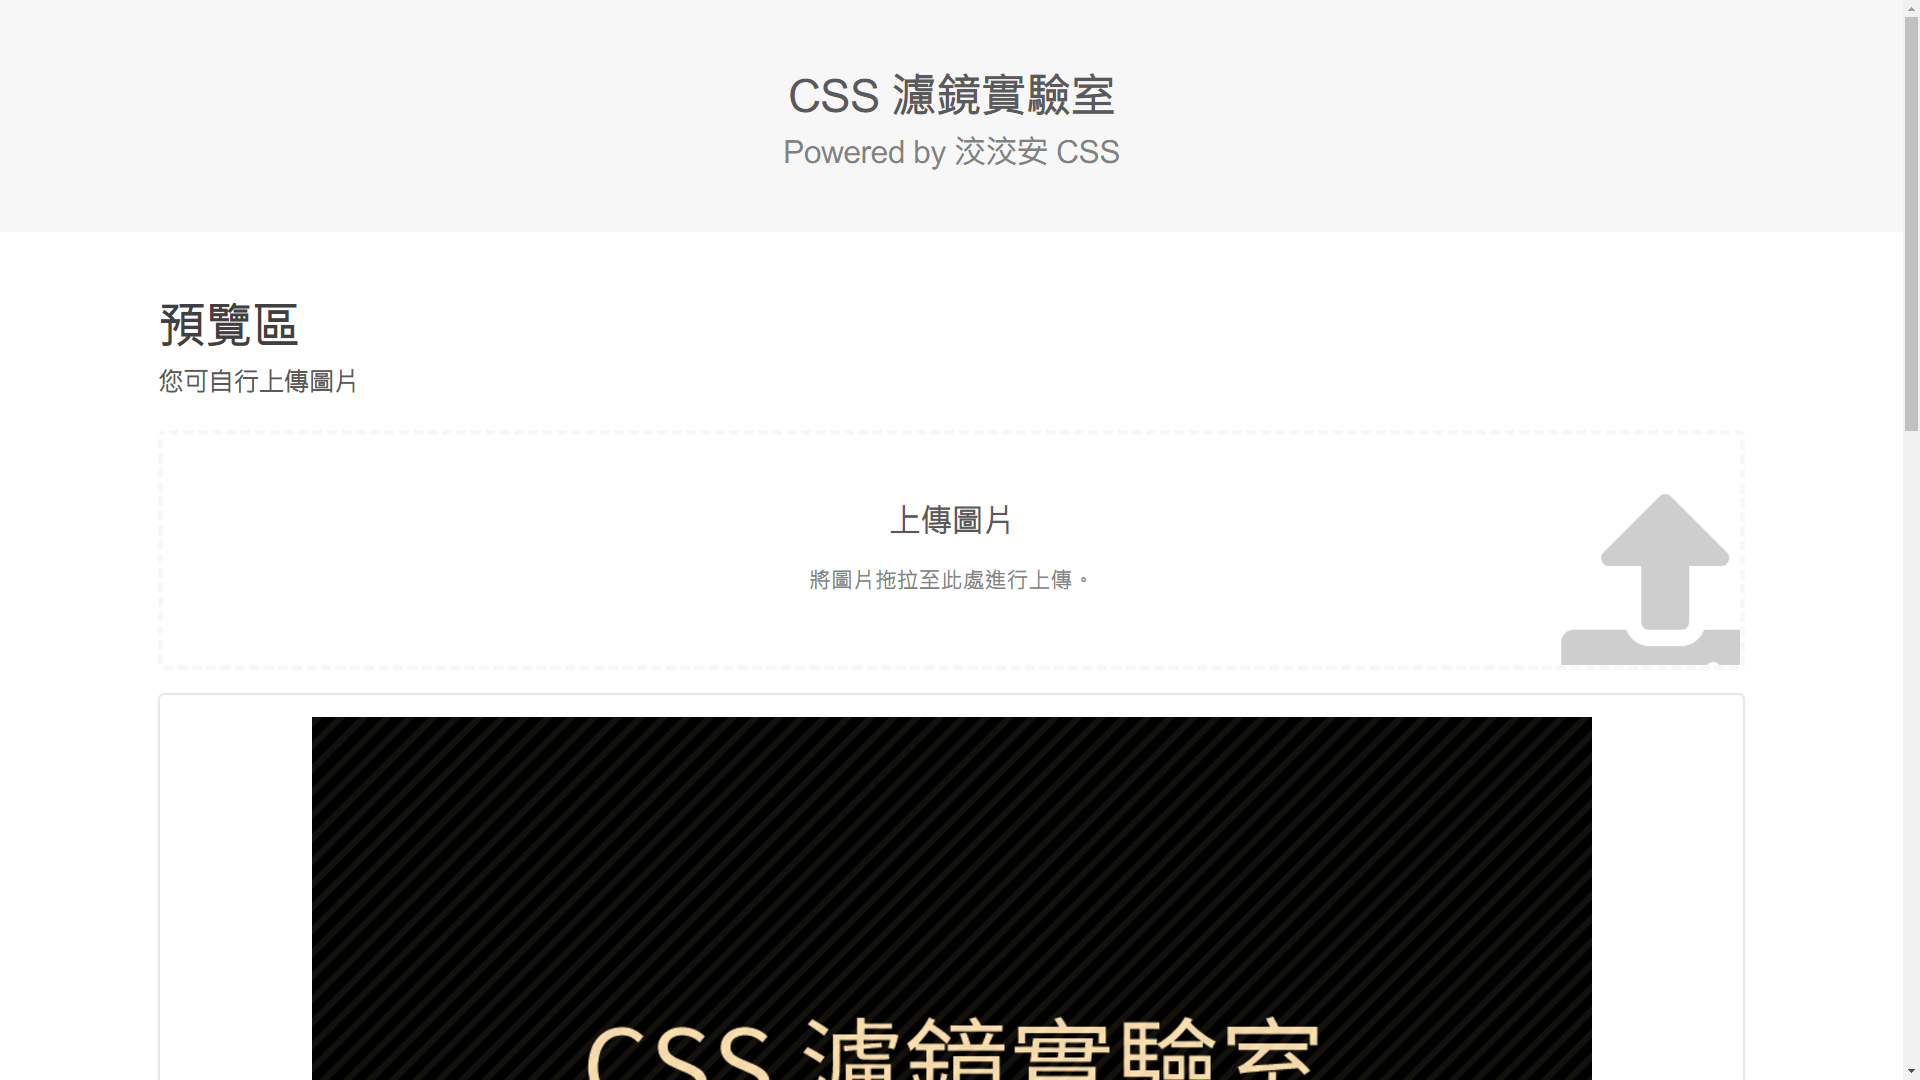 CSS 濾鏡實驗室
Powered by 洨洨安 CSS
預覽區
您可自行上傳圖片
上傳圖片
將圖片拖拉至此處進行上傳。
CSS 濾鏡實驗室